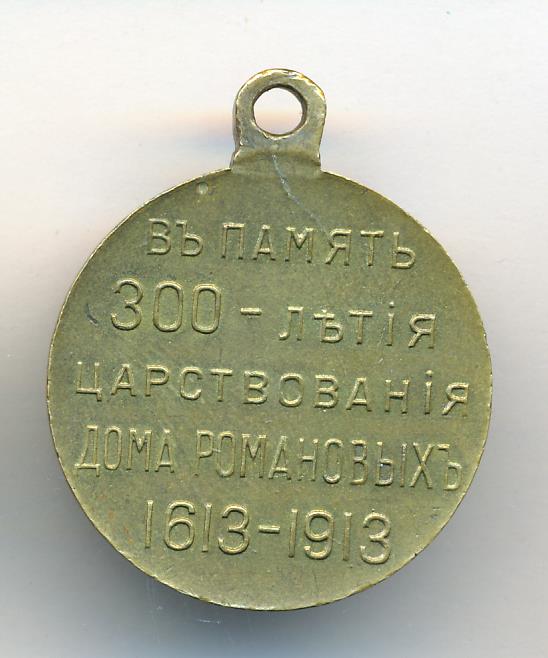 ВЪ ПАМЯТЬ
300 - ЛѢТІЯ
ЦАРСТВОВАНІЯ
ДОМА РОМАНОВЫХЪ
1613-1913